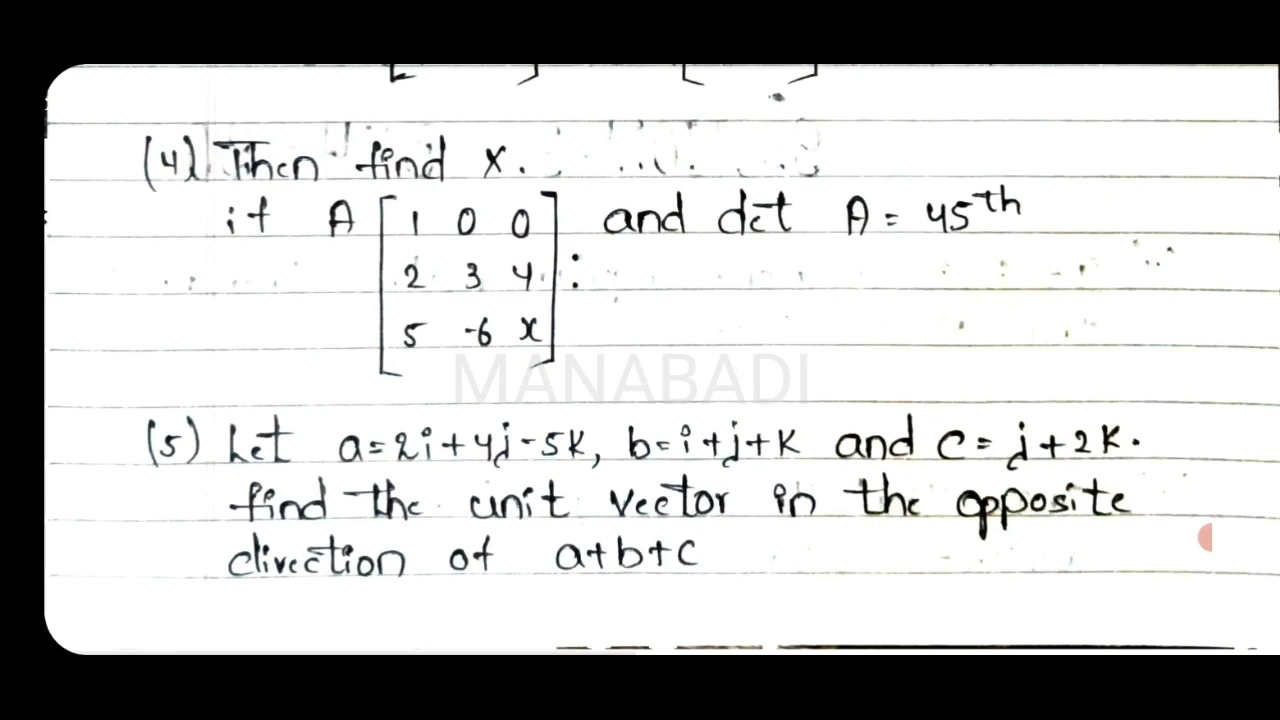 (4) Then find x.
if A [1 0 0 and det A = 45th
2 3 4 :
5 -6 x]
MANABADI
(5) Let a=2i+4j-5k, b=i+j+k and c=j+2k.
find the unit vector in the opposite
direction of a+b+c